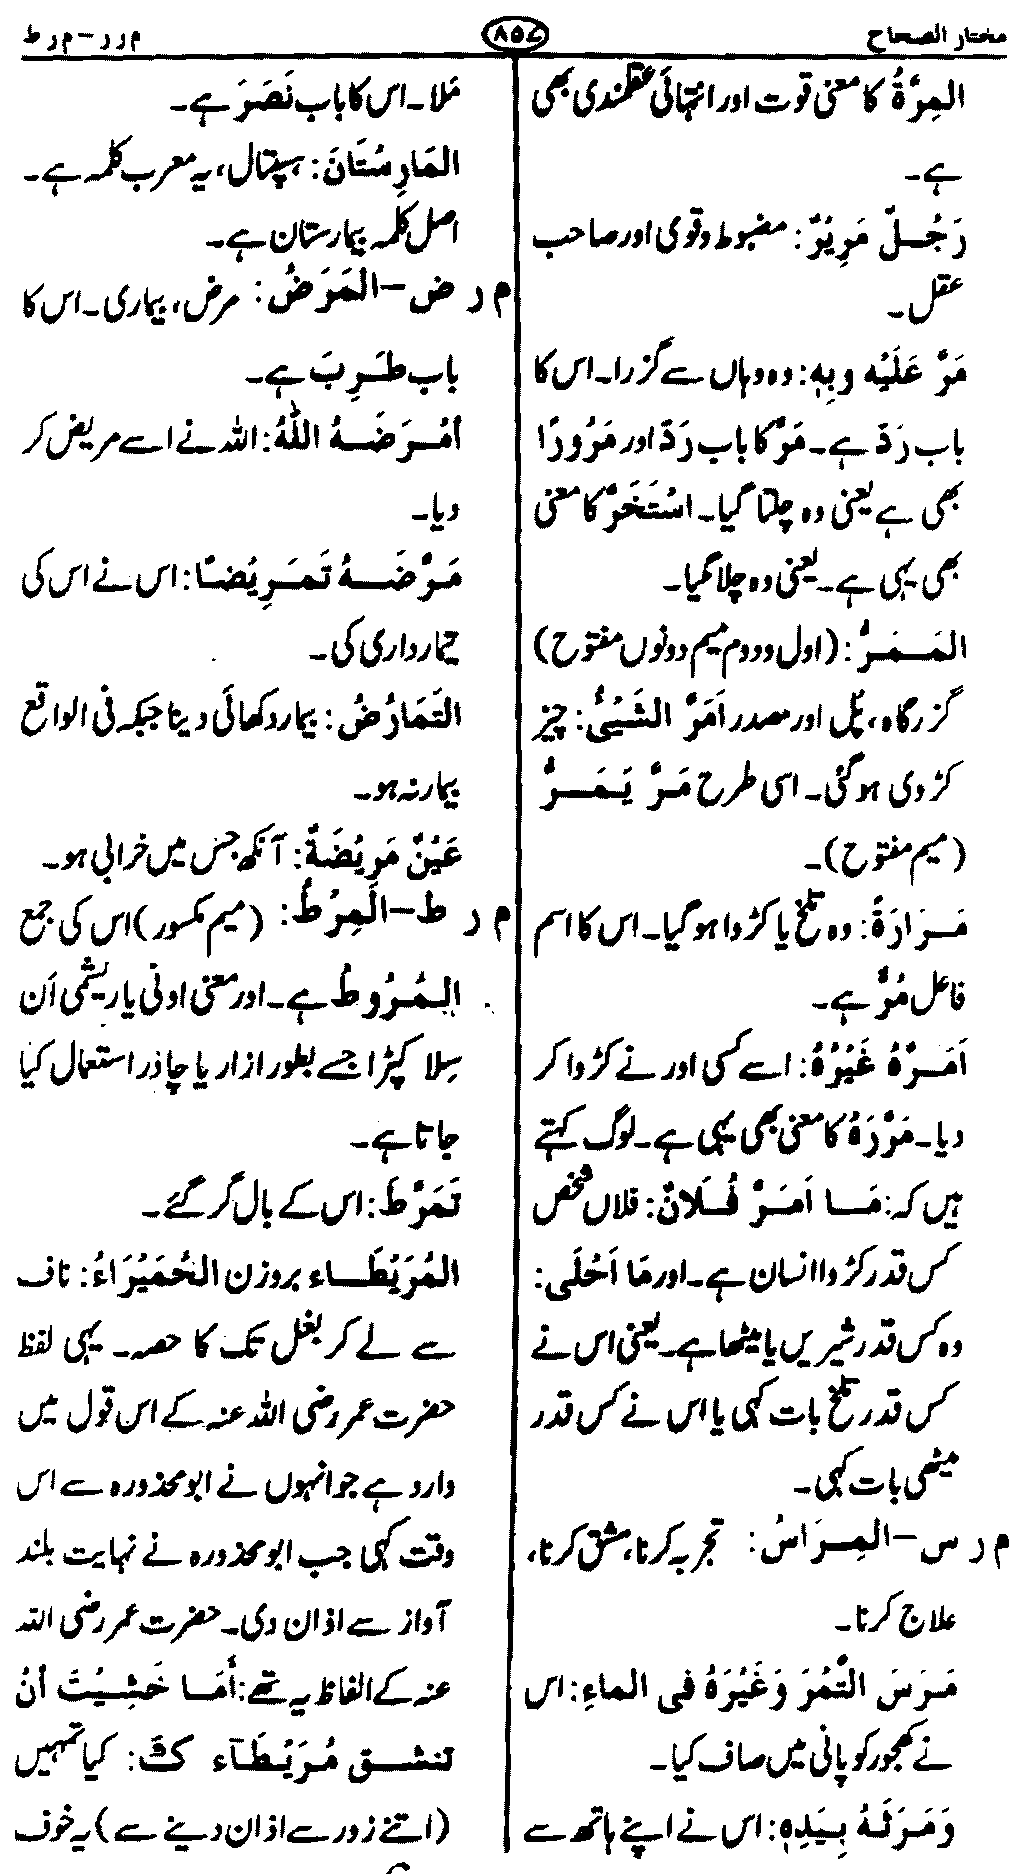 مختار الصحاح
٨٥٧
م ر ر – م ر ط
المِرَّةُ کا معنی قوت اور انتہائی عقلمندی بھی
ہے۔
رَجُلٌ مَرِیْرٌ: مضبوط و قوی اور صاحب
عقل۔
مَرَّ عَلَیْه وبِهٖ: وہ وہاں سے گزرا۔ اس کا
باب رَدَّ ہے۔ مَرٌّ کا باب رَدَّ اور مَرُوْرًا
بھی ہے یعنی وہ چلتا گیا۔ اسْتَمَرَّ کا معنی
بھی یہی ہے۔ یعنی وہ چلا گیا۔
المَمَرُّ: (اول و دوم میم دونوں مفتوح)
گزرگاہ، پُل اور مصدر اَمَرَّ الشَّیْیُٔ: چیز
کڑدی ہوگئی۔ اسی طرح مَرَّ یَمَرُّ
(میم مفتوح)۔
مَرَارَةً: وہ تلخ یا کڑوا ہوگیا۔ اس کا اسم
فاعل مُرٌّ ہے۔
اَمَرَّهُ غَیْرُهُ: اسے کسی اور نے کڑوا کر
دیا۔ مَرَّرَهُ کا معنی بھی یہی ہے۔ لوگ کہتے
ہیں کہ: مَا اَمَرَّ فُلَانٌ: فلاں شخص
کس قدر کڑوا انسان ہے۔ اور مَا اَحْلَی:
وہ کس قدر شیریں یا میٹھا ہے۔ یعنی اس نے
کس قدر تلخ بات کہی یا اس نے کس قدر
میٹھی بات کہی۔
م ر س – المِرَاسُ: تجربہ کرنا، مشق کرنا،
علاج کرنا۔
مَرَسَ التَّمْرَ وَغَیْرَهُ فی الماءِ: اس
نے کھجور کو پانی میں صاف کیا۔
وَمَرَثَهُ بِیَدِهٖ: اس نے اپنے ہاتھ سے
مَلا۔ اس کا باب نَصَرَ ہے۔
المَارِسْتَانَ: ہسپتال، یہ معرب کلمہ ہے۔
اصل کلمہ بیمارستان ہے۔
م ر ض – المَرَضُ: مرض، بیماری۔ اس کا
باب طَرِبَ ہے۔
اَمْرَضَهُ اللّٰهُ: اللہ نے اسے مریض کر
دیا۔
مَرَّضَهُ تَمَرِیْضًا: اس نے اس کی
تیمارداری کی۔
التَمَارُضُ: بیمار دکھائی دینا جبکہ فی الواقع
بیمار نہ ہو۔
عَیْنٌ مَرِیْضَةٌ: آنکھ جس میں خرابی ہو۔
م ر ط – المِرْطُ: (میم مکسور) اس کی جمع
المُرُوْطُ ہے۔ اور معنی اونی یا ریشمی اَن
سِلا کپڑا جسے بطور ازار یا چادر استعمال کیا
جاتا ہے۔
تَمَرَّطَ: اس کے بال گر گئے۔
المُرَیْطَاء بروزن الحُمَیْرَاءُ: ناف
سے لے کر بغل تک کا حصہ۔ یہی لفظ
حضرت عمر رضی اللہ عنہ کے اس قول میں
وارد ہے جو انہوں نے ابو محذورہ سے اس
وقت کہی جب ابو محذورہ نے نہایت بلند
آواز سے اذان دی۔ حضرت عمر رضی اللہ
عنہ کے الفاظ یہ تھے: أَمَا خَشِیْتَ اَنْ
تنشق مُرَیْطَآء کَ: کیا تمہیں
(اتنے زور سے اذان دینے سے) یہ خوف